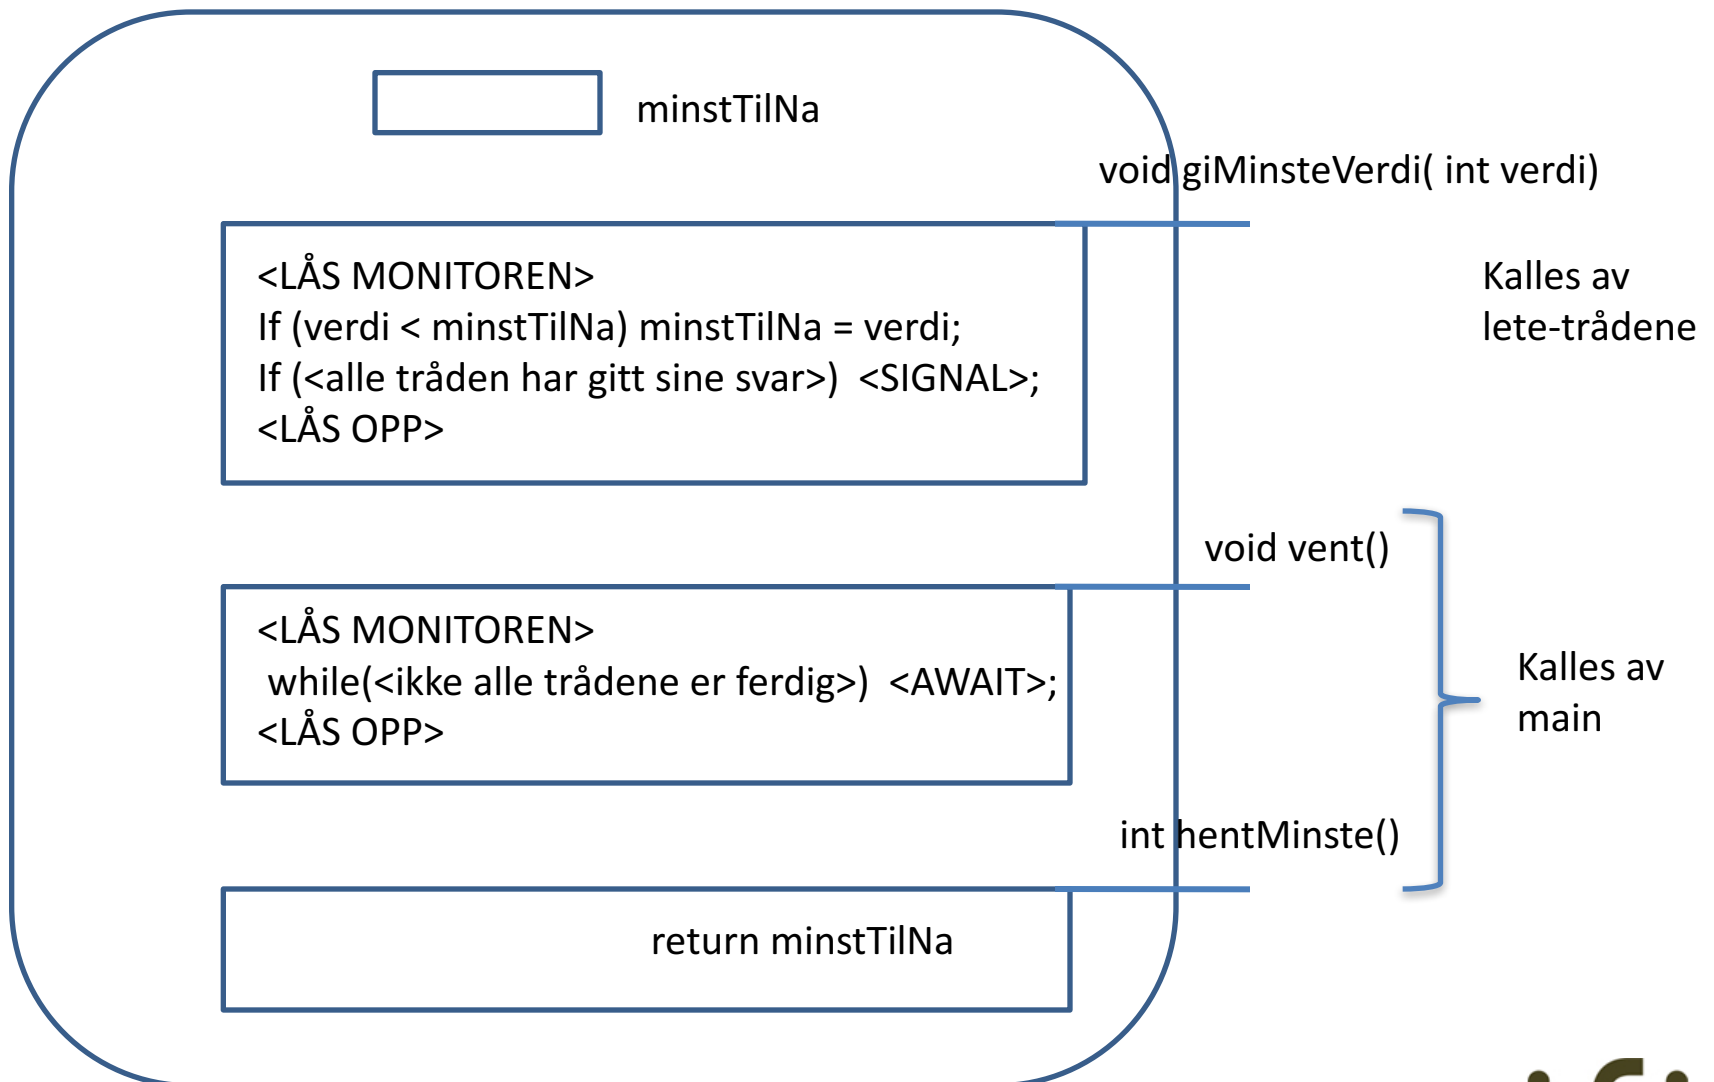 minstTilNa
void giMinsteVerdi( int verdi)
<LÅS MONITOREN>
If (verdi < minstTilNa) minstTilNa = verdi;
If (<alle tråden har gitt sine svar>) <SIGNAL>;
<LÅS OPP>
Kalles av
lete-trådene
void vent()
<LÅS MONITOREN>
while(<ikke alle trådene er ferdig>) <AWAIT>;
<LÅS OPP>
Kalles av
main
int hentMinste()
return minstTilNa